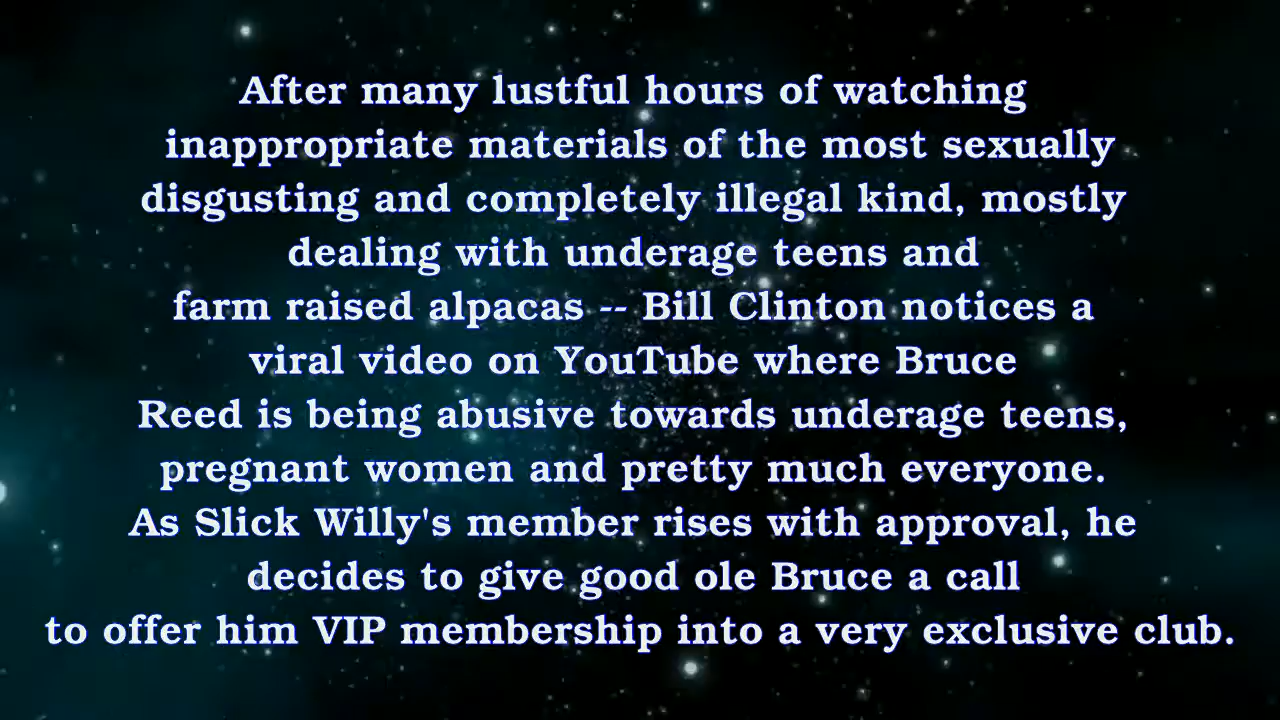 After many lustful hours of watching
inappropriate materials of the most sexually
disgusting and completely illegal kind, mostly
dealing with underage teens and
farm raised alpacas -- Bill Clinton notices a
viral video on YouTube where Bruce
Reed is being abusive towards underage teens,
pregnant women and pretty much everyone.
As Slick Willy's member rises with approval, he
decides to give good ole Bruce a call
to offer him VIP membership into a very exclusive club.